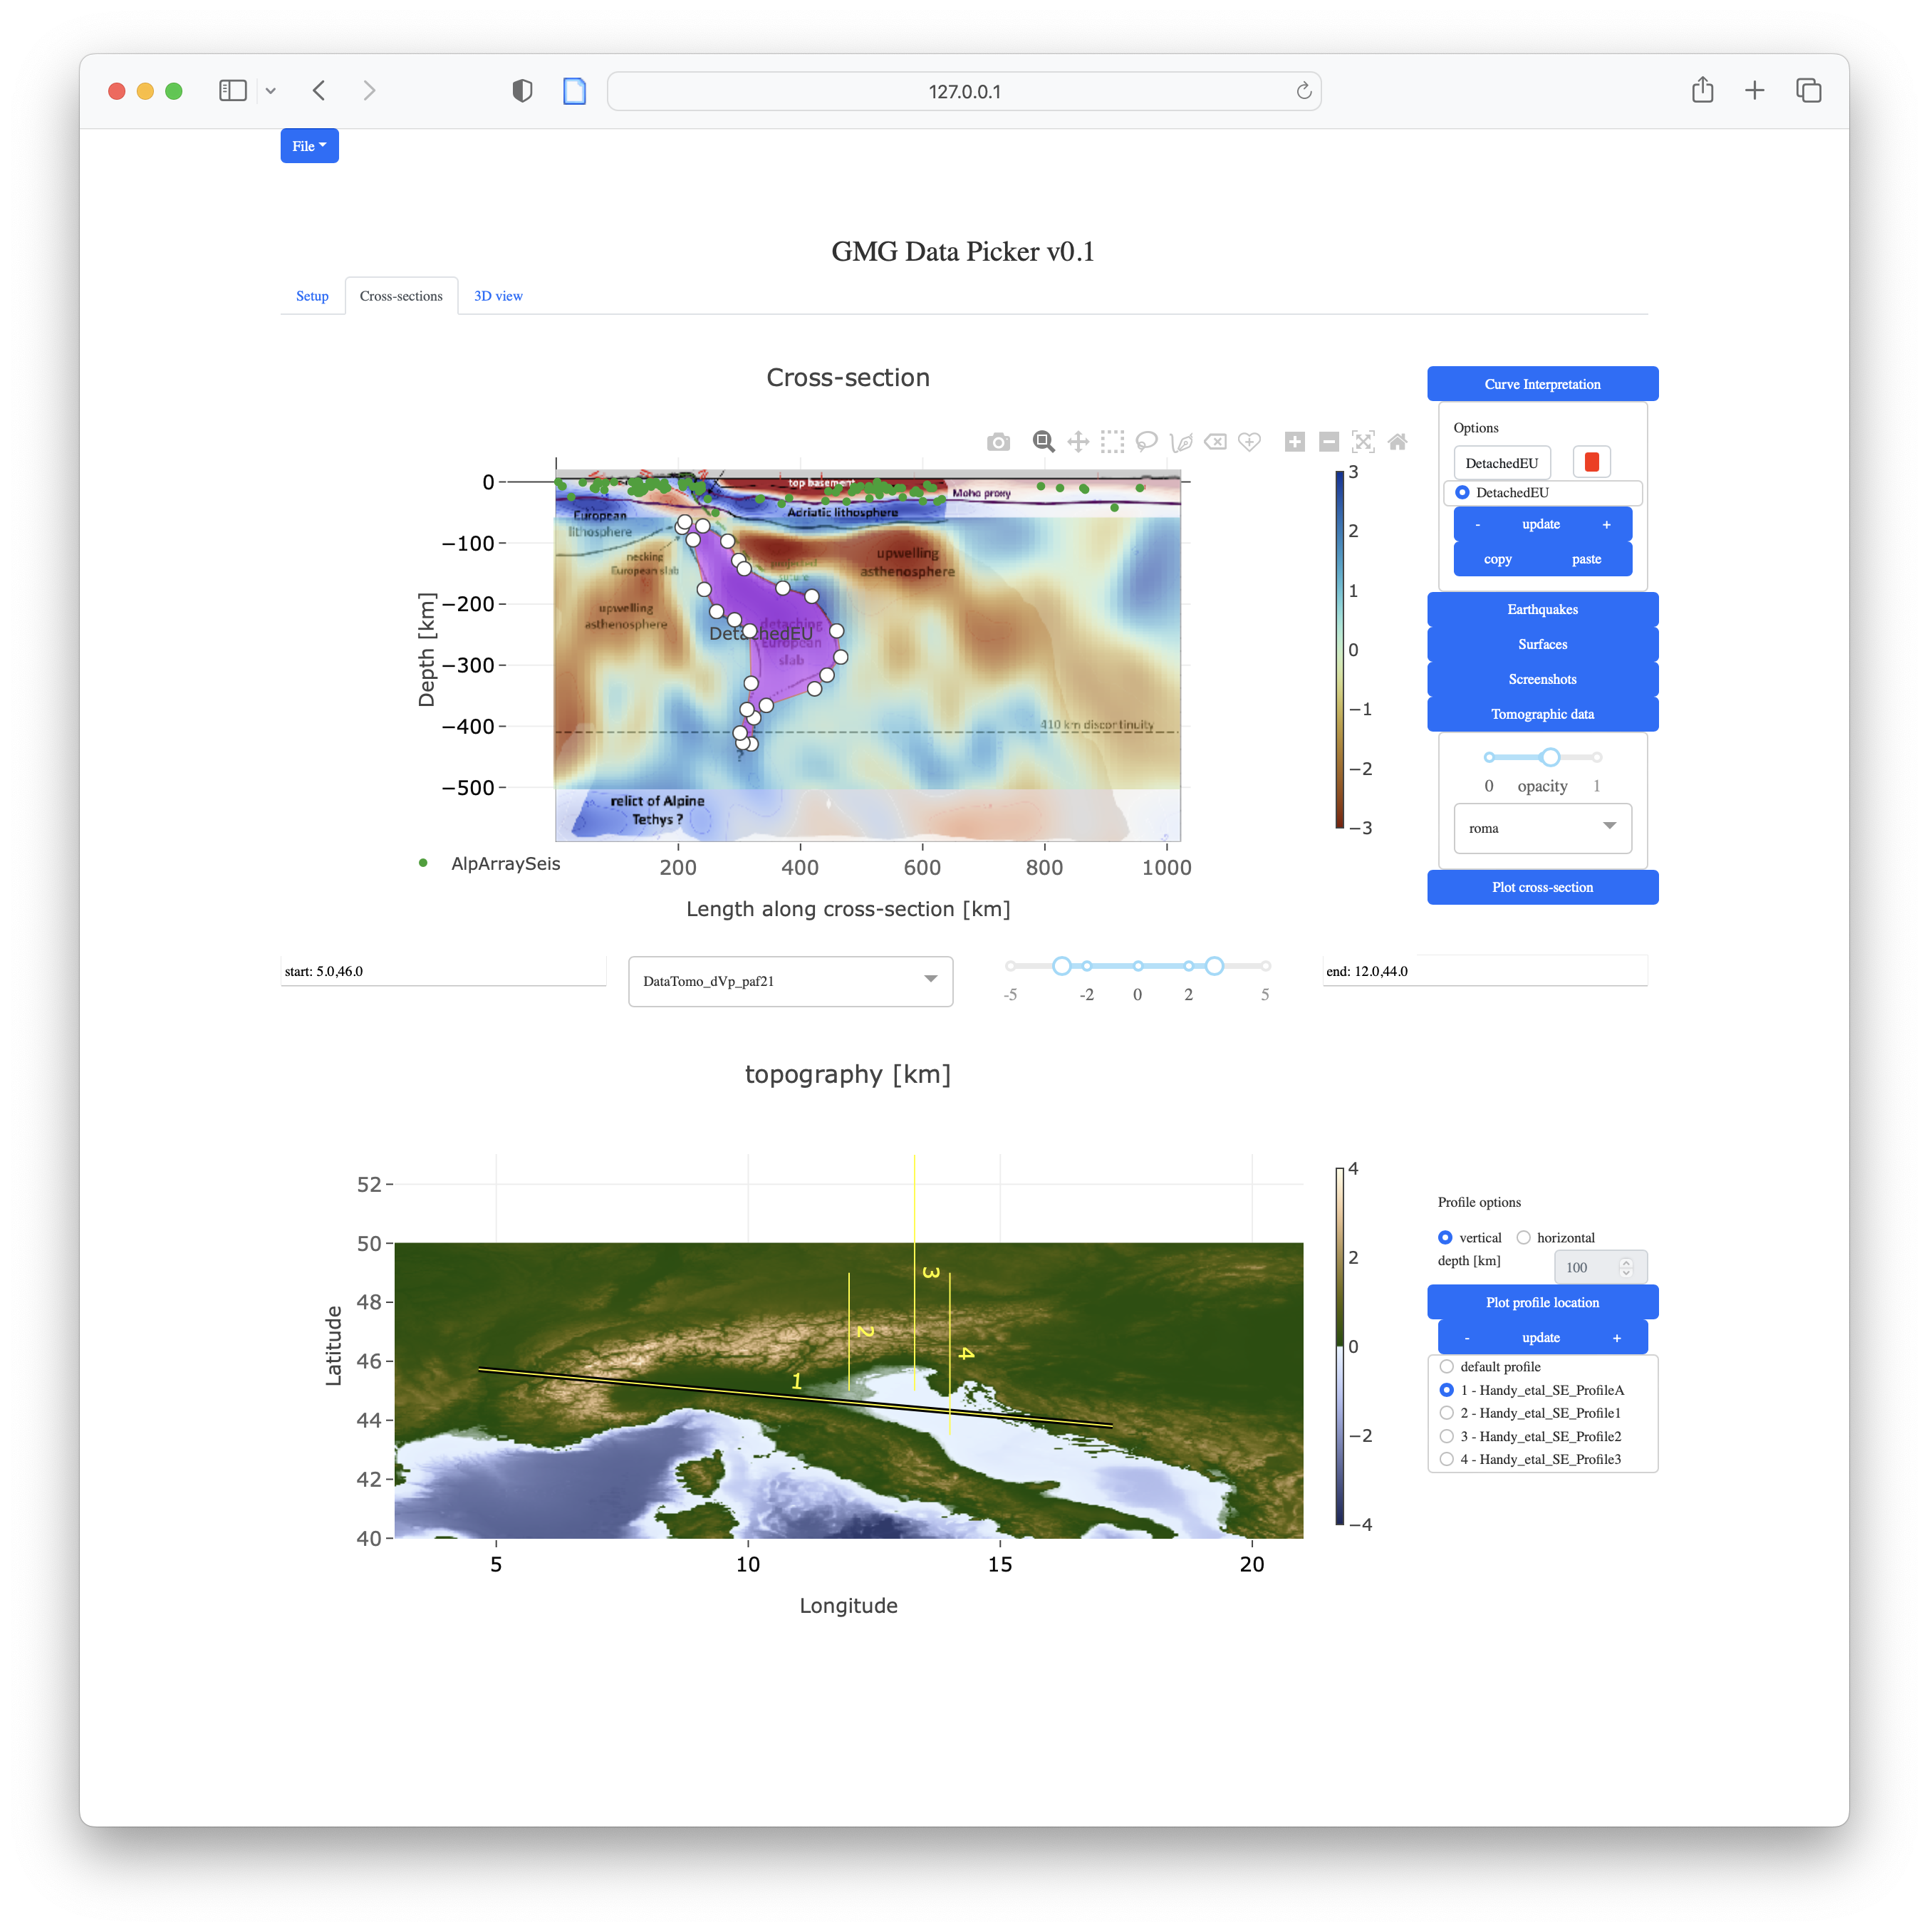 127.0.0.1
File
GMG Data Picker v0.1
Setup
Cross-sections
3D view
Cross-section
Curve Interpretation
Options
DetachedEU
DetachedEU
- update +
copy paste
Earthquakes
Surfaces
Screenshots
Tomographic data
0 opacity 1
roma
Plot cross-section
Depth [km]
0
−100
−200
−300
−400
−500
top basement
Moho proxy
European
lithosphere
Adriatic lithosphere
necking
European slab
projected
upwelling
asthenosphere
upwelling
asthenosphere
detaching
European
slab
DetachedEU
410 km discontinuity
?
relict of Alpine
Tethys ?
3
2
1
0
−1
−2
−3
AlpArraySeis
200
400
600
800
1000
Length along cross-section [km]
start: 5.0,46.0
DataTomo_dVp_paf21
-5 -2 0 2 5
end: 12.0,44.0
topography [km]
Latitude
52
50
48
46
44
42
40
1
2
3
4
5
10
15
20
Longitude
4
2
0
−2
−4
Profile options
vertical horizontal
depth [km] 100
Plot profile location
- update +
default profile
1 - Handy_etal_SE_ProfileA
2 - Handy_etal_SE_Profile1
3 - Handy_etal_SE_Profile2
4 - Handy_etal_SE_Profile3